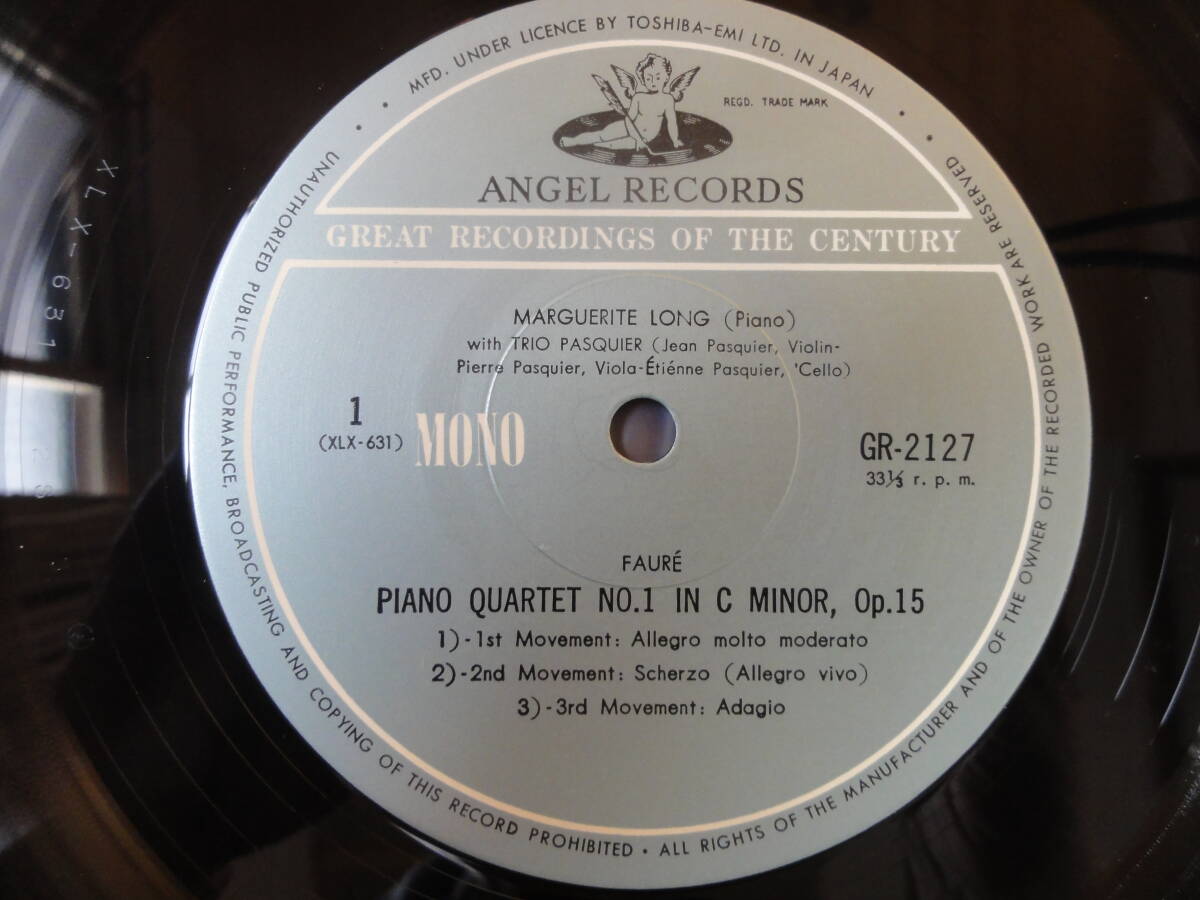 MFD. UNDER LICENCE BY TOSHIBA-EMI LTD. IN JAPAN
REGD. TRADE MARK
ANGEL RECORDS
GREAT RECORDINGS OF THE CENTURY
MARGUERITE LONG (Piano)
with TRIO PASQUIER (Jean Pasquier, Violin-
Pierre Pasquier, Viola-Étiénne Pasquier, 'Cello)
1
(XLX-631)
MONO
GR-2127
33⅓ r. p. m.
FAURÉ
PIANO QUARTET NO.1 IN C MINOR, Op.15
1)-1st Movement: Allegro molto moderato
2)-2nd Movement: Scherzo (Allegro vivo)
3)-3rd Movement: Adagio
UNAUTHORIZED PUBLIC PERFORMANCE, BROADCASTING AND COPYING OF THIS RECORD PROHIBITED • ALL RIGHTS OF THE MANUFACTURER AND OF THE OWNER OF THE RECORDED WORK ARE RESERVED
XLX-631